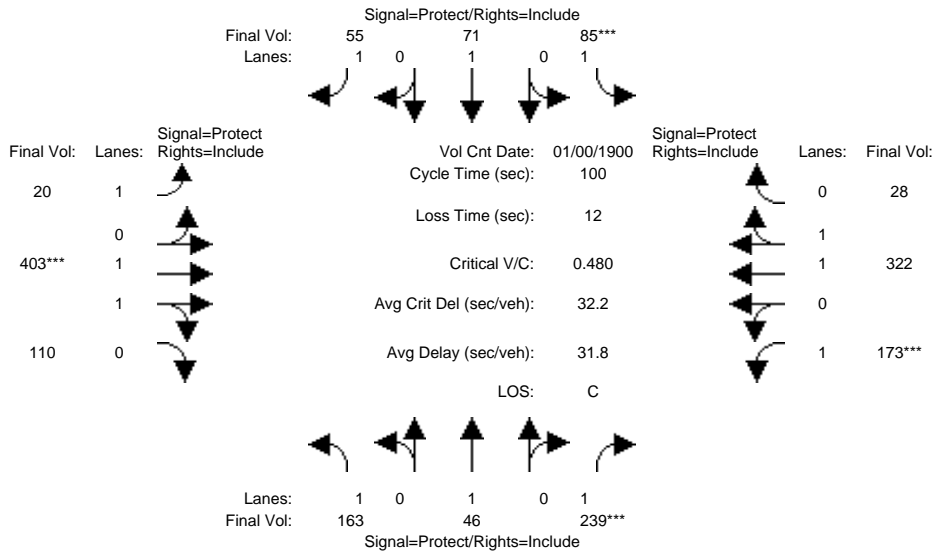 Signal=Protect/Rights=Include
Final Vol: 55 71 85***
Lanes: 1 0 1 0 1
Signal=Protect Signal=Protect
Final Vol: Lanes: Rights=Include Vol Cnt Date: 01/00/1900 Rights=Include Lanes: Final Vol:
Cycle Time (sec): 100
20 1 0 28
Loss Time (sec): 12
0 1
403*** 1 Critical V/C: 0.480 1 322
1 Avg Crit Del (sec/veh): 32.2 0
110 0 Avg Delay (sec/veh): 31.8 1 173***
LOS: C
Lanes: 1 0 1 0 1
Final Vol: 163 46 239***
Signal=Protect/Rights=Include